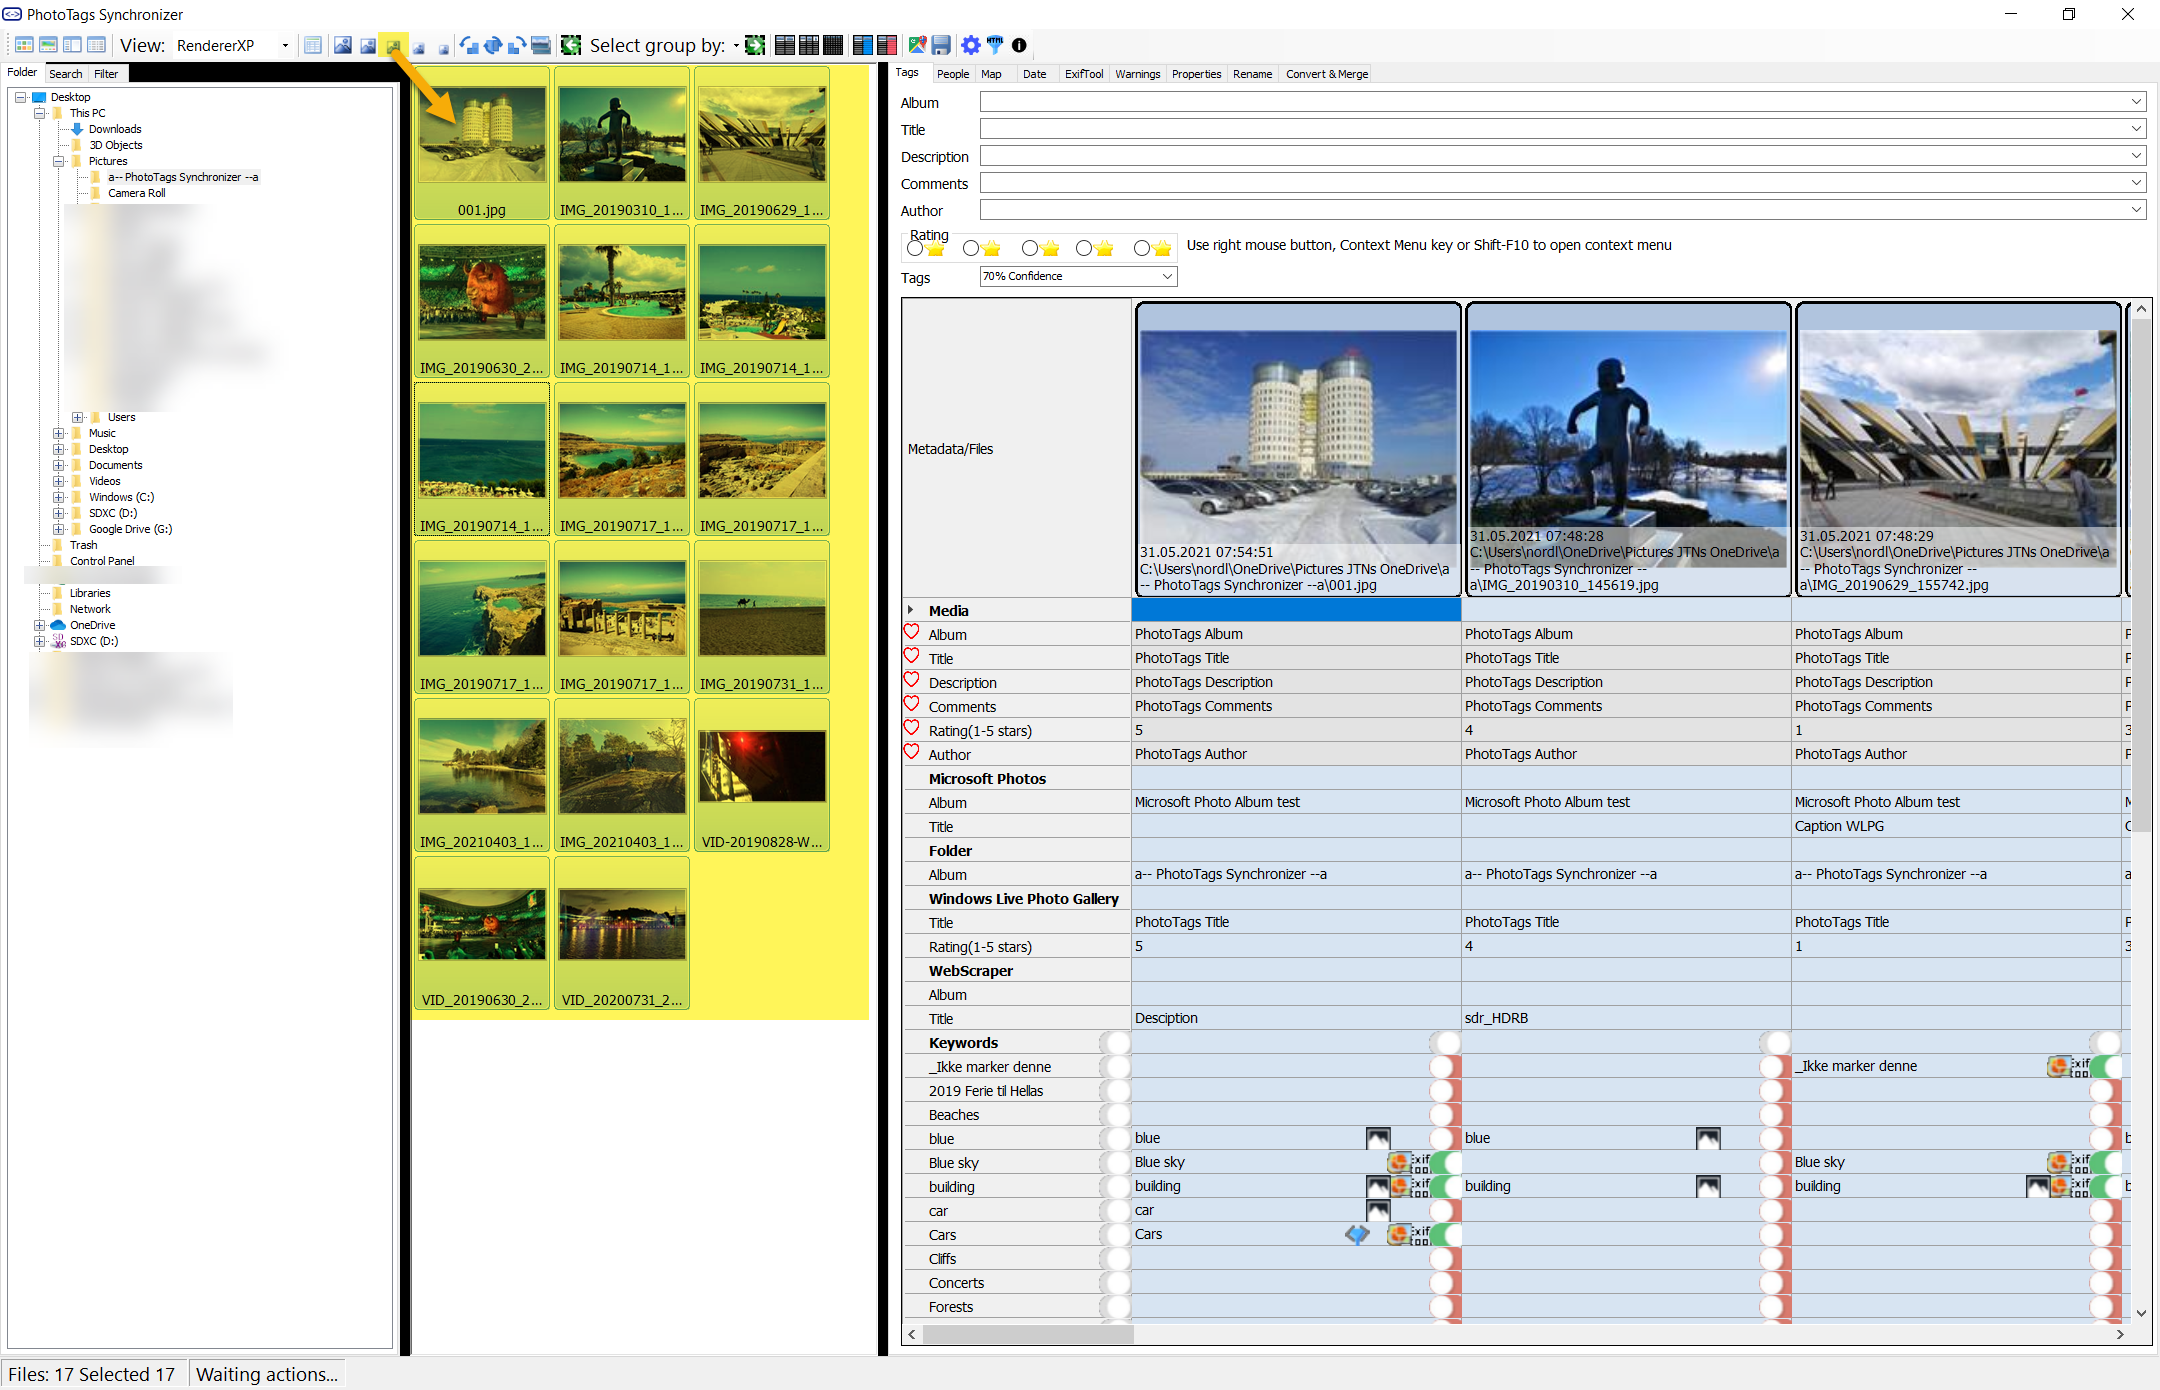 PhotoTags Synchronizer
View: RendererXP
Select group by:
HTML
Folder Search Filter
Desktop
This PC
Downloads
3D Objects
Pictures
a-- PhotoTags Synchronizer --a
Camera Roll
Users
Music
Desktop
Documents
Videos
Windows (C:)
SDXC (D:)
Google Drive (G:)
Trash
Control Panel
Libraries
Network
OneDrive
SDXC (D:)
001.jpg IMG_20190310_1... IMG_20190629_1...
IMG_20190630_2... IMG_20190714_1... IMG_20190714_1...
IMG_20190714_1... IMG_20190717_1... IMG_20190717_1...
IMG_20190717_1... IMG_20190717_1... IMG_20190731_1...
IMG_20210403_1... IMG_20210403_1... VID-20190828-W...
VID_20190630_2... VID_20200731_2...
Tags People Map Date ExifTool Warnings Properties Rename Convert & Merge
Album
Title
Description
Comments
Author
Rating
Use right mouse button, Context Menu key or Shift-F10 to open context menu
Tags 70% Confidence
Metadata/Files
31.05.2021 07:54:51
C:\Users\nordl\OneDrive\Pictures JTNs OneDrive\a
-- PhotoTags Synchronizer --a\001.jpg
31.05.2021 07:48:28
C:\Users\nordl\OneDrive\Pictures JTNs OneDrive\a
-- PhotoTags Synchronizer --
a\IMG_20190310_145619.jpg
31.05.2021 07:48:29
C:\Users\nordl\OneDrive\Pictures JTNs OneDrive\a
-- PhotoTags Synchronizer --
a\IMG_20190629_155742.jpg
Media
Album PhotoTags Album PhotoTags Album PhotoTags Album
Title PhotoTags Title PhotoTags Title PhotoTags Title
Description PhotoTags Description PhotoTags Description PhotoTags Description
Comments PhotoTags Comments PhotoTags Comments PhotoTags Comments
Rating(1-5 stars) 5 4 1 3
Author PhotoTags Author PhotoTags Author PhotoTags Author
Microsoft Photos
Album Microsoft Photo Album test Microsoft Photo Album test Microsoft Photo Album test
Title Caption WLPG
Folder
Album a-- PhotoTags Synchronizer --a a-- PhotoTags Synchronizer --a a-- PhotoTags Synchronizer --a
Windows Live Photo Gallery
Title PhotoTags Title PhotoTags Title PhotoTags Title
Rating(1-5 stars) 5 4 1 3
WebScraper
Album
Title Desciption sdr_HDRB
Keywords
_Ikke marker denne _Ikke marker denne
2019 Ferie til Hellas
Beaches
blue blue blue
Blue sky Blue sky Blue sky
building building building building
car car
Cars Cars
Cliffs
Concerts
Forests
Files: 17 Selected 17 Waiting actions...